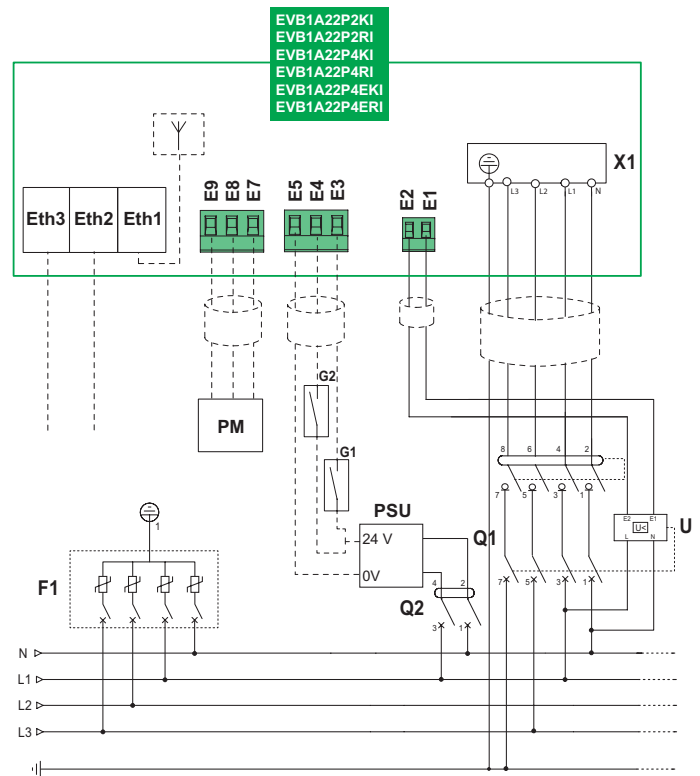 EVB1A22P2KI
EVB1A22P2RI
EVB1A22P4KI
EVB1A22P4RI
EVB1A22P4EKI
EVB1A22P4ERI
X1
L3 L2 L1 N
Eth3 Eth2 Eth1
E9 E8 E7
E5 E4 E3
E2 E1
G2
PM
G1
8 6 4 2
7 5 3 1
PSU
24 V
0V
Q1
E2 E1
U<
L N
U
1
F1
7 5 3 1
Q2
4 2
3 1
N
L1
L2
L3